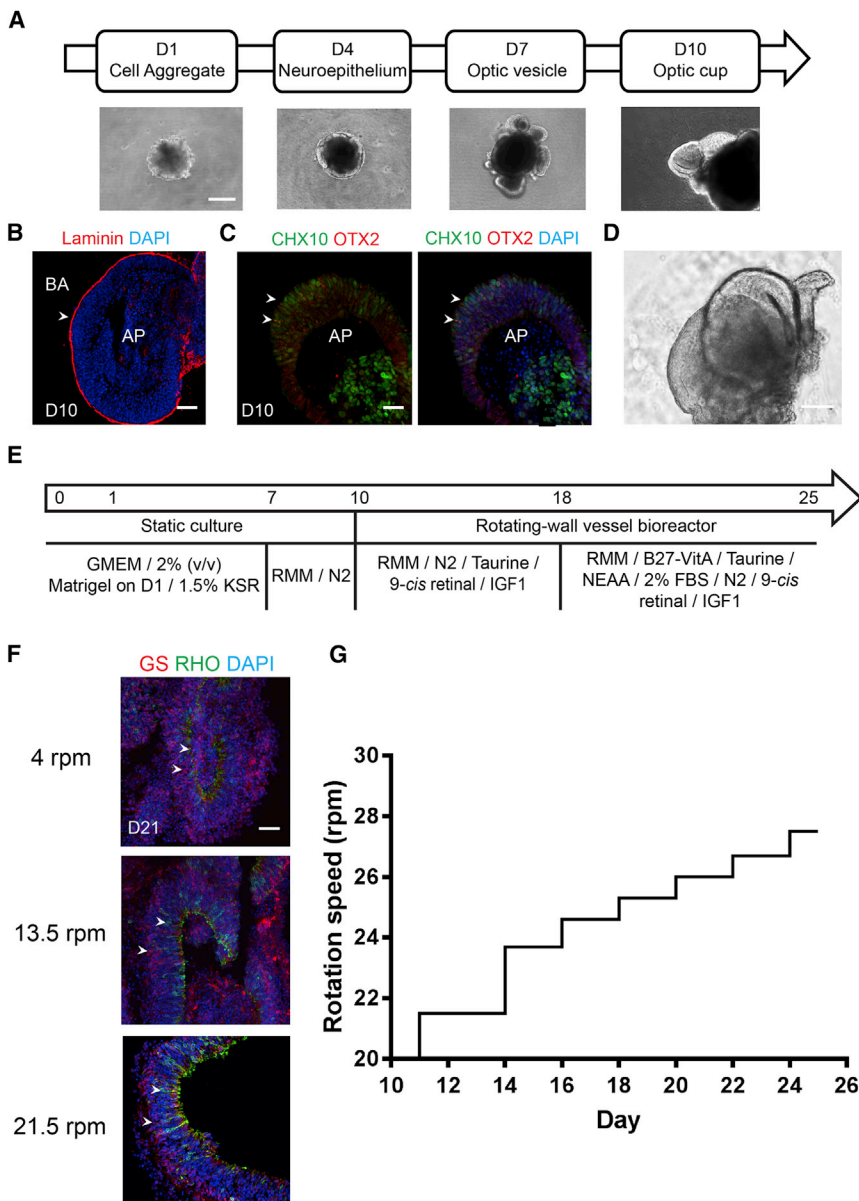 A
D1
Cell Aggregate
D4
Neuroepithelium
D7
Optic vesicle
D10
Optic cup
B
Laminin DAPI
BA
AP
D10
C
CHX10 OTX2
AP
D10
CHX10 OTX2 DAPI
AP
D
E
0 1 7 10 18 25
Static culture
Rotating-wall vessel bioreactor
GMEM / 2% (v/v)
Matrigel on D1 / 1.5% KSR
RMM / N2
RMM / N2 / Taurine /
9-cis retinal / IGF1
RMM / B27-VitA / Taurine /
NEAA / 2% FBS / N2 / 9-cis
retinal / IGF1
F
GS RHO DAPI
4 rpm
D21
13.5 rpm
21.5 rpm
G
Rotation speed (rpm)
30
28
26
24
22
20
10 12 14 16 18 20 22 24 26
Day